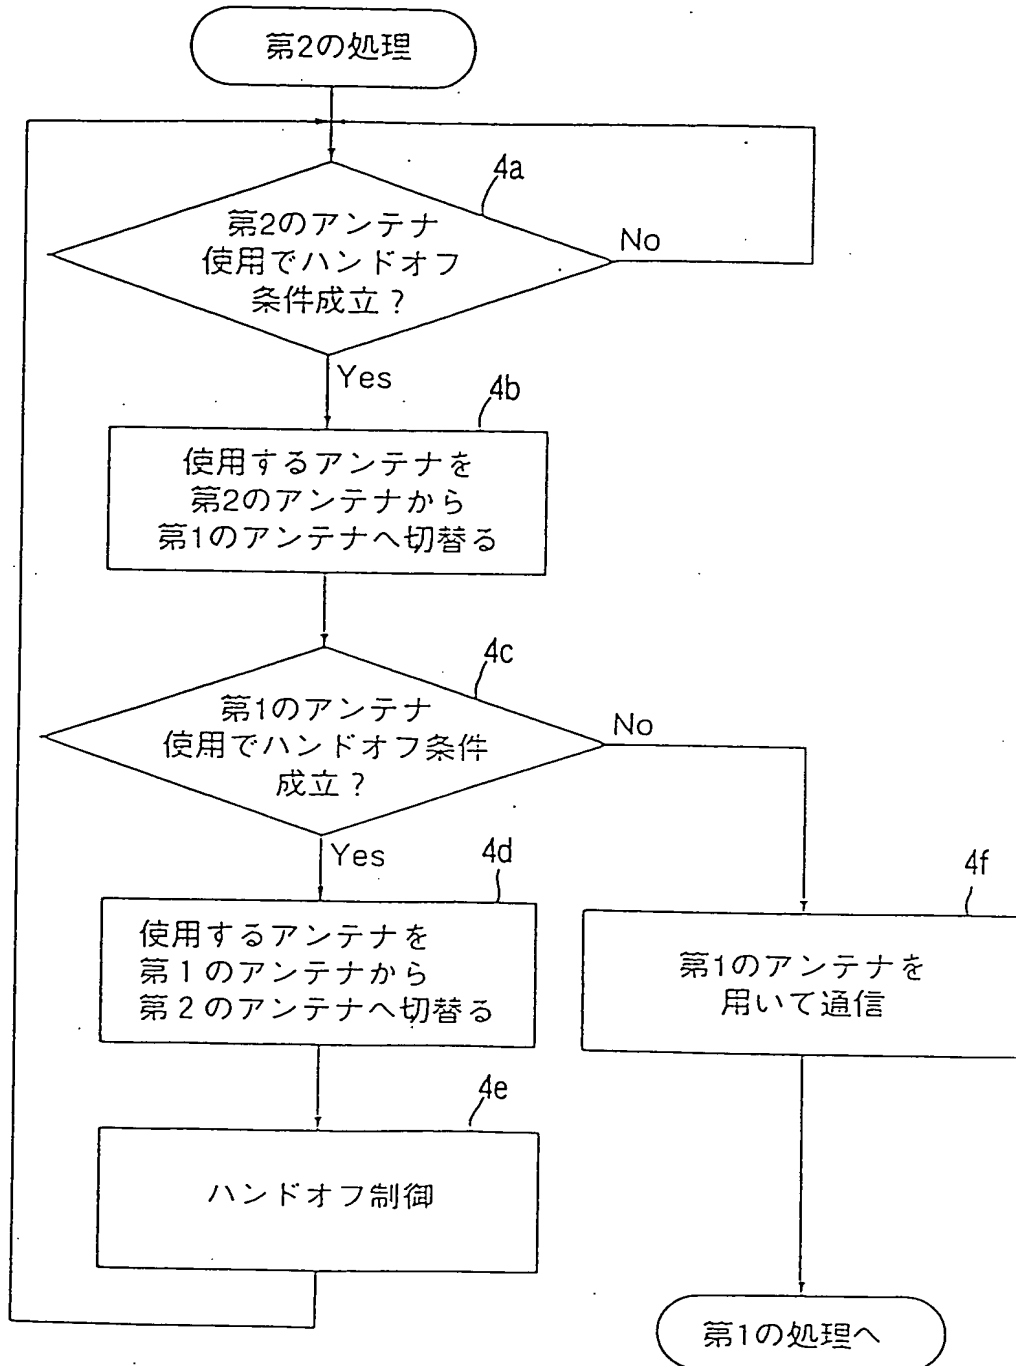 第2の処理
4a
第2のアンテナ
使用でハンドオフ
条件成立？
No
Yes
4b
使用するアンテナを
第2のアンテナから
第1のアンテナへ切替る
4c
第1のアンテナ
使用でハンドオフ条件
成立？
No
Yes
4d
使用するアンテナを
第１のアンテナから
第２のアンテナへ切替る
4f
第1のアンテナを
用いて通信
4e
ハンドオフ制御
第1の処理へ